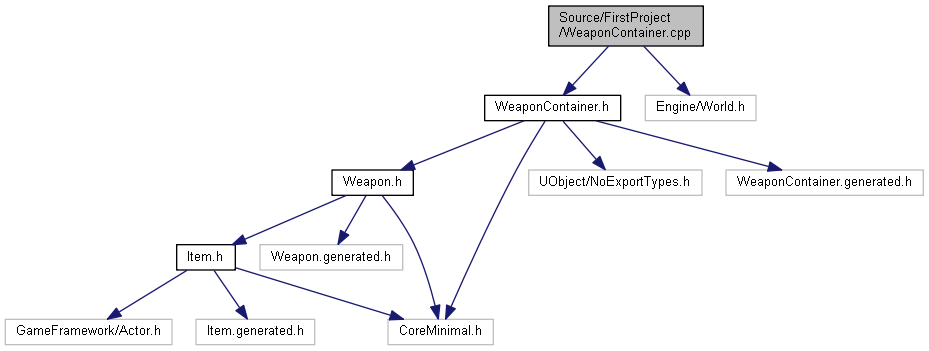 Source/FirstProject
/WeaponContainer.cpp
WeaponContainer.h
Engine/World.h
Weapon.h
UObject/NoExportTypes.h
WeaponContainer.generated.h
Item.h
Weapon.generated.h
GameFramework/Actor.h
Item.generated.h
CoreMinimal.h